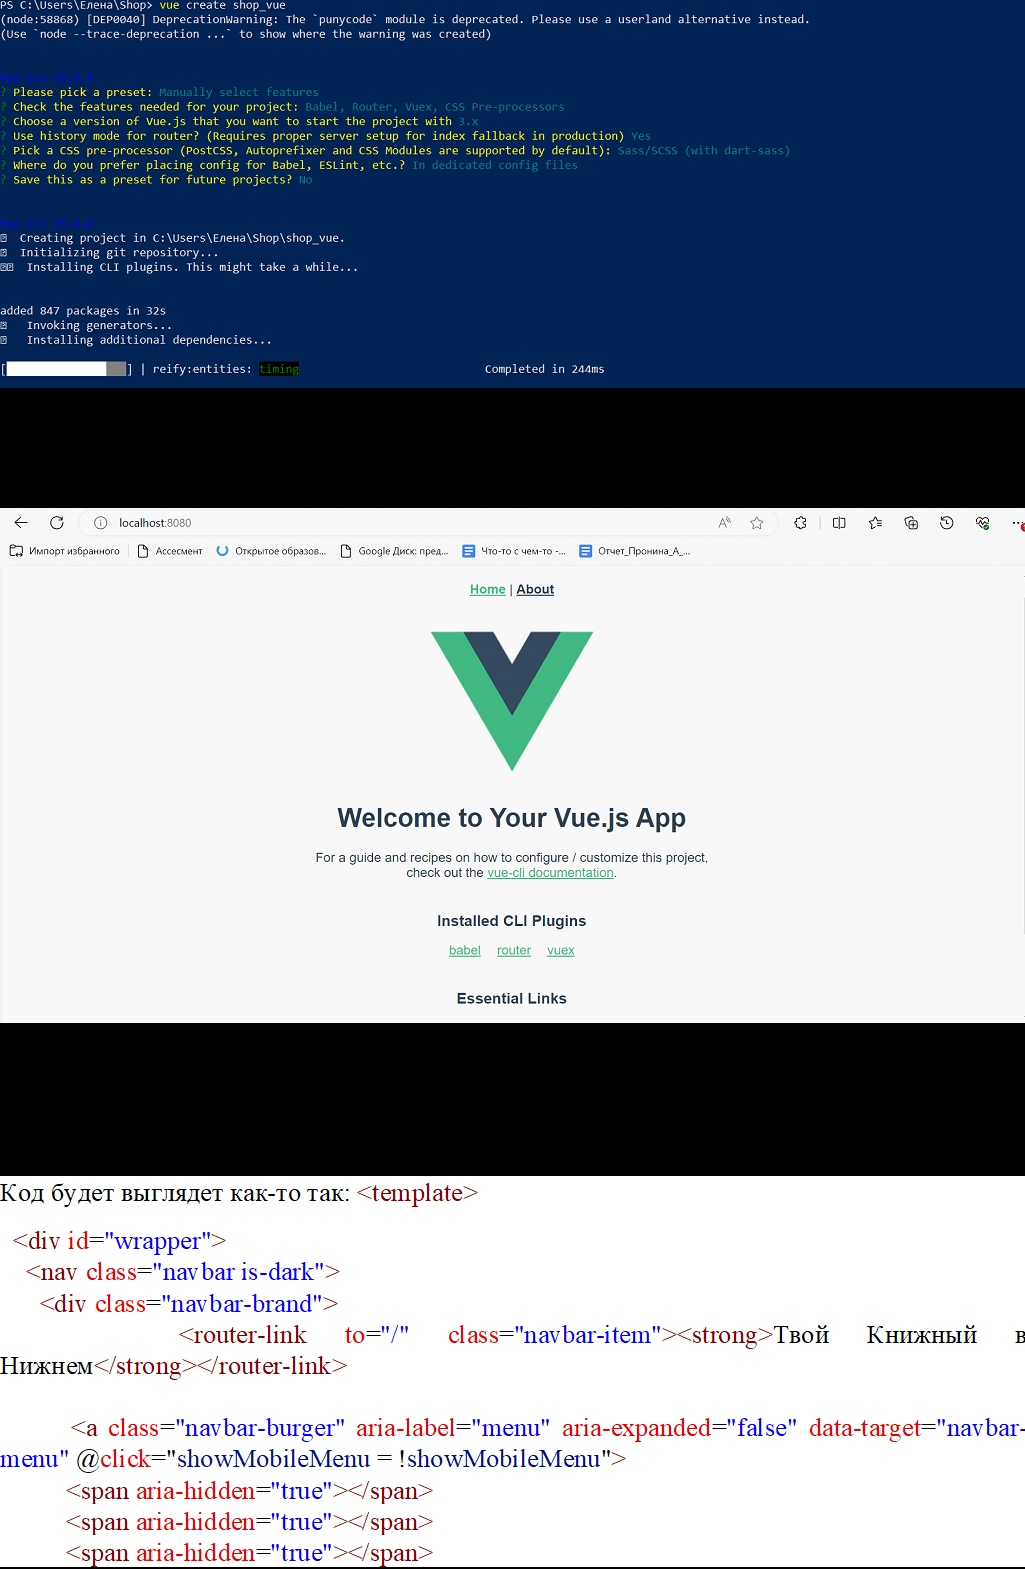 PS C:\Users\Елена\Shop> vue create shop_vue
(node:58868) [DEP0040] DeprecationWarning: The `punycode` module is deprecated. Please use a userland alternative instead.
(Use `node --trace-deprecation ...` to show where the warning was created)
Vue CLI v5.0.8
? Please pick a preset: Manually select features
? Check the features needed for your project: Babel, Router, Vuex, CSS Pre-processors
? Choose a version of Vue.js that you want to start the project with 3.x
? Use history mode for router? (Requires proper server setup for index fallback in production) Yes
? Pick a CSS pre-processor (PostCSS, Autoprefixer and CSS Modules are supported by default): Sass/SCSS (with dart-sass)
? Where do you prefer placing config for Babel, ESLint, etc.? In dedicated config files
? Save this as a preset for future projects? No
Vue CLI v5.0.8
Creating project in C:\Users\Елена\Shop\shop_vue.
Initializing git repository...
Installing CLI plugins. This might take a while...
added 847 packages in 32s
Invoking generators...
Installing additional dependencies...
[ ] | reify:entities: timing Completed in 244ms
localhost:8080
Импорт избранного Ассесмент Открытое образов... Google Диск: пред... Что-то с чем-то -... Отчет_Пронина_А_...
Home | About
Welcome to Your Vue.js App
For a guide and recipes on how to configure / customize this project,
check out the vue-cli documentation.
Installed CLI Plugins
babel router vuex
Essential Links
Код будет выглядет как-то так: <template>
<div id="wrapper">
<nav class="navbar is-dark">
<div class="navbar-brand">
<router-link to="/" class="navbar-item"><strong>Твой Книжный в
Нижнем</strong></router-link>
<a class="navbar-burger" aria-label="menu" aria-expanded="false" data-target="navbar-
menu" @click="showMobileMenu = !showMobileMenu">
<span aria-hidden="true"></span>
<span aria-hidden="true"></span>
<span aria-hidden="true"></span>